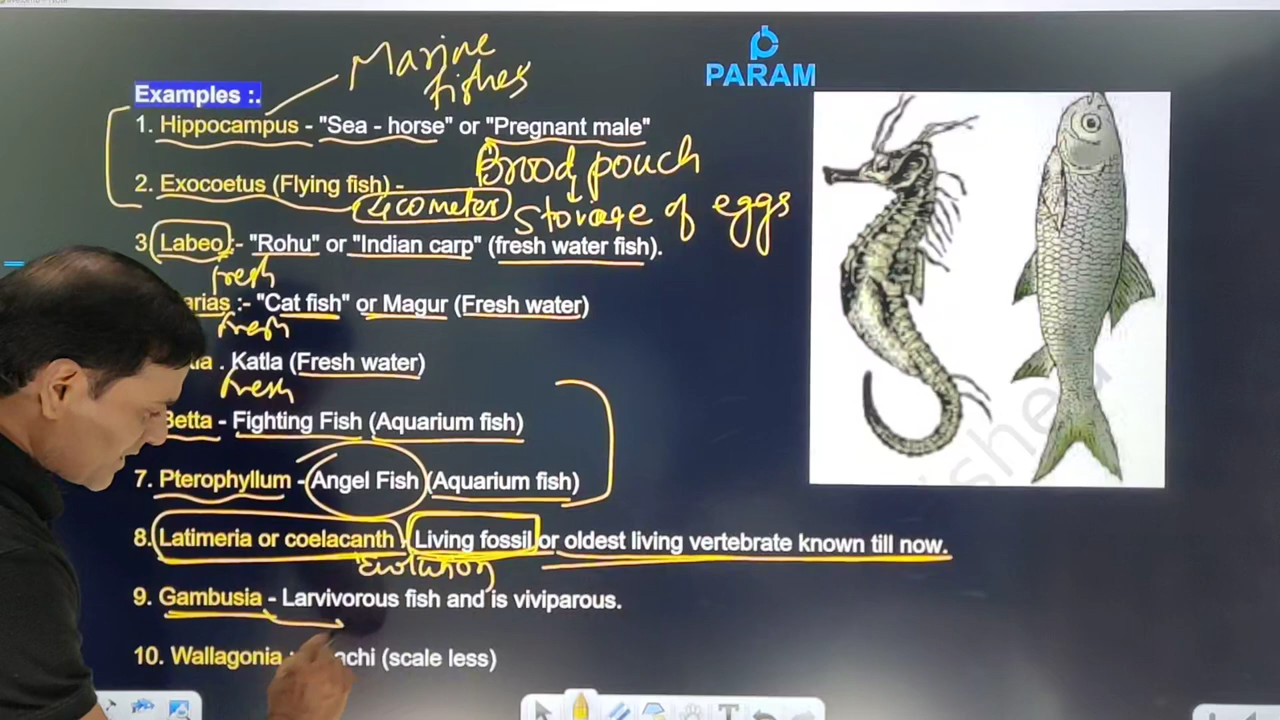 PARAM
Marine
fishes
Examples :.
1. Hippocampus - "Sea - horse" or "Pregnant male"
Brood pouch
2. Exocoetus (Flying fish) -
storage of eggs
3 Labeo :- "Rohu" or "Indian carp" (fresh water fish).
fresh
arias :- "Cat fish" or Magur (Fresh water)
fresh
la . Katla (Fresh water)
fresh
Betta - Fighting Fish (Aquarium fish)
7. Pterophyllum - Angel Fish (Aquarium fish)
8. Latimeria or coelacanth - Living fossil or oldest living vertebrate known till now.
Evolution
9. Gambusia - Larvivorous fish and is viviparous.
10. Wallagonia achi (scale less)
T